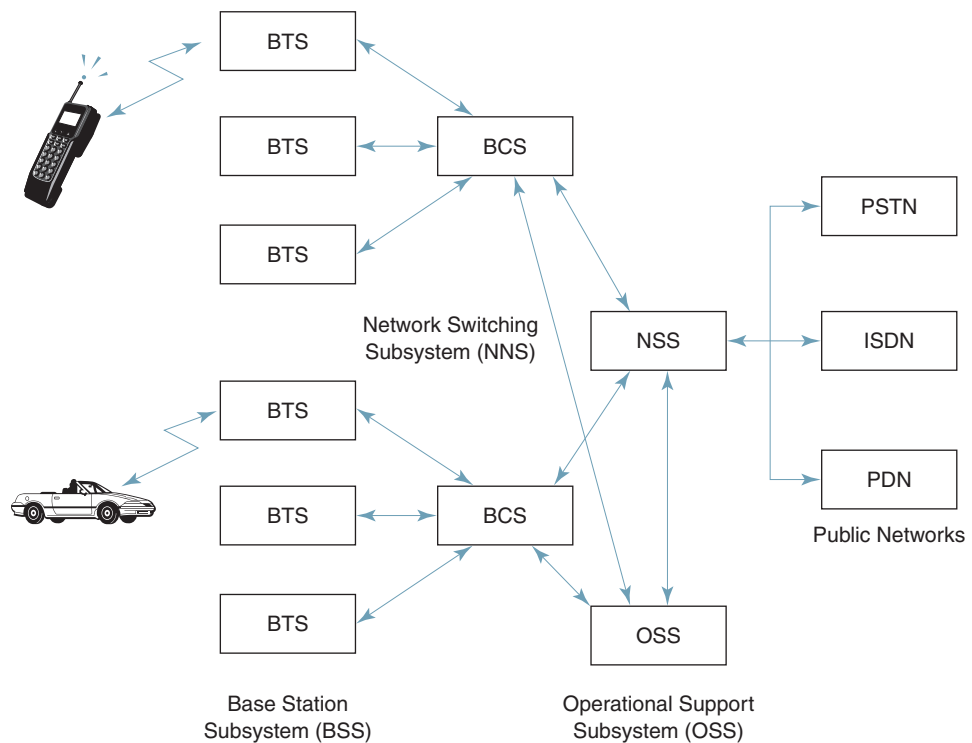 BTS
BTS
BCS
BTS
PSTN
Network Switching
Subsystem (NNS)
NSS
ISDN
BTS
BTS
BCS
PDN
Public Networks
BTS
OSS
Base Station
Subsystem (BSS)
Operational Support
Subsystem (OSS)